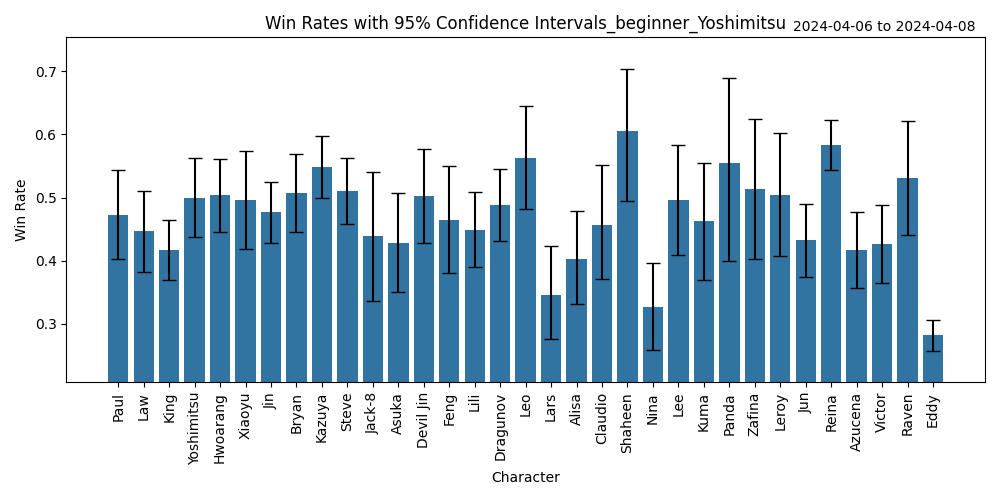 Win Rates with 95% Confidence Intervals_beginner_Yoshimitsu
2024-04-06 to 2024-04-08
Win Rate
0.7
0.6
0.5
0.4
0.3
Paul
Law
King
Yoshimitsu
Hwoarang
Xiaoyu
Jin
Bryan
Kazuya
Steve
Jack-8
Asuka
Devil Jin
Feng
Lili
Dragunov
Leo
Lars
Alisa
Claudio
Shaheen
Nina
Lee
Kuma
Panda
Zafina
Leroy
Jun
Reina
Azucena
Victor
Raven
Eddy
Character